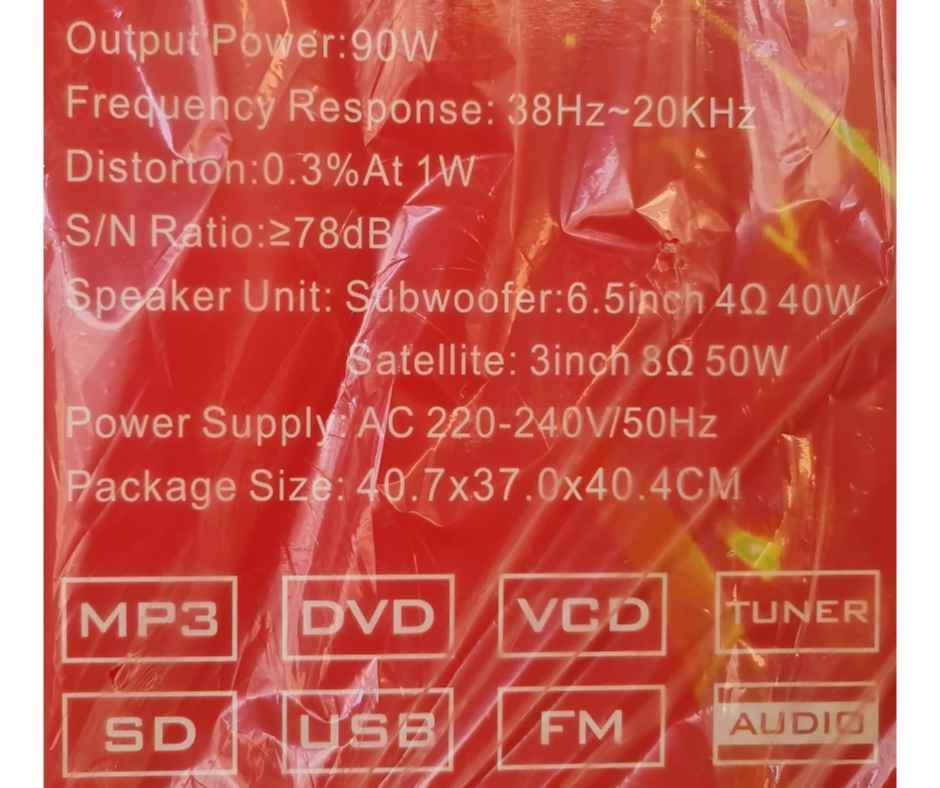 Output Power:90W
Frequency Response: 38Hz~20KHz
Distorton:0.3%At 1W
S/N Ratio:≥78dB
Speaker Unit: Subwoofer:6.5inch 4Ω 40W
Satellite: 3inch 8Ω 50W
Power Supply: AC 220-240V/50Hz
Package Size: 40.7x37.0x40.4CM
MP3 DVD VCD TUNER
SD USB FM AUDIO